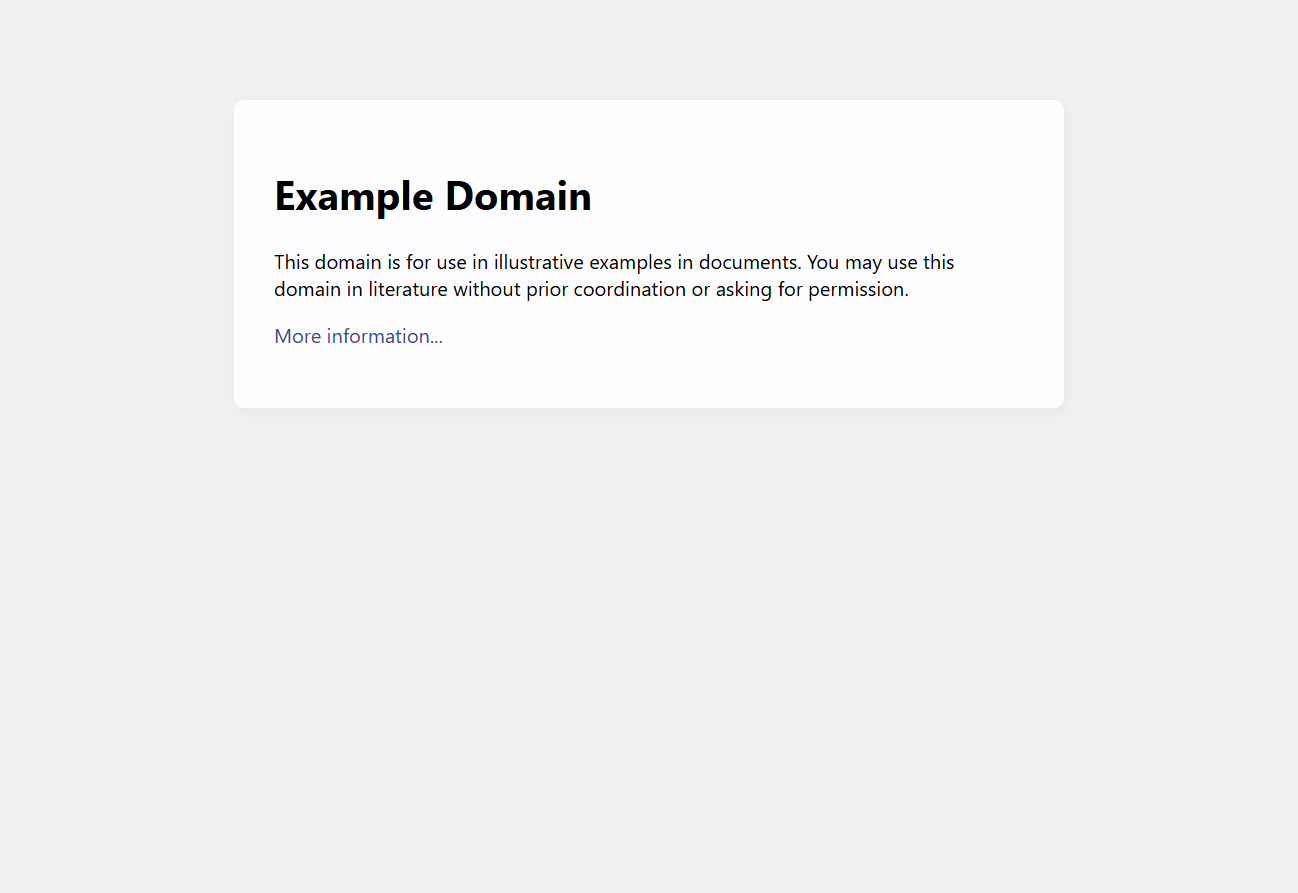 Example Domain
This domain is for use in illustrative examples in documents. You may use this
domain in literature without prior coordination or asking for permission.
More information...